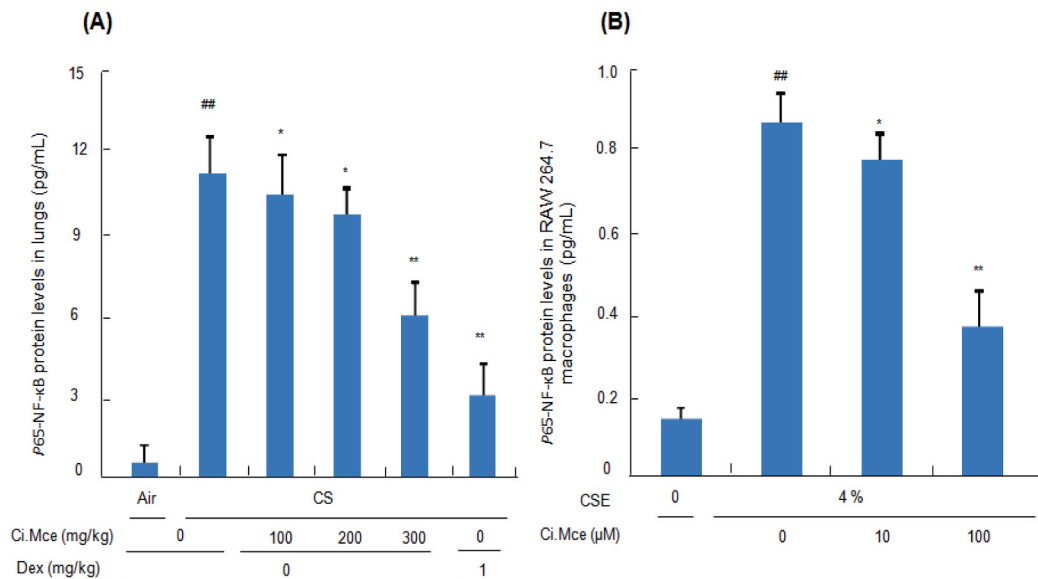 (A)
P65-NF-κB protein levels in lungs (pg/mL)
15
12
9
6
3
0
##
*
*
**
**
Air CS
Ci.Mce (mg/kg) 0 100 200 300 0
Dex (mg/kg) 0 1
(B)
P65-NF-κB protein levels in RAW 264.7
macrophages (pg/mL)
1.0
0.8
0.6
0.4
0.2
0
##
*
**
CSE 0 4 %
Ci.Mce (μM) 0 10 100